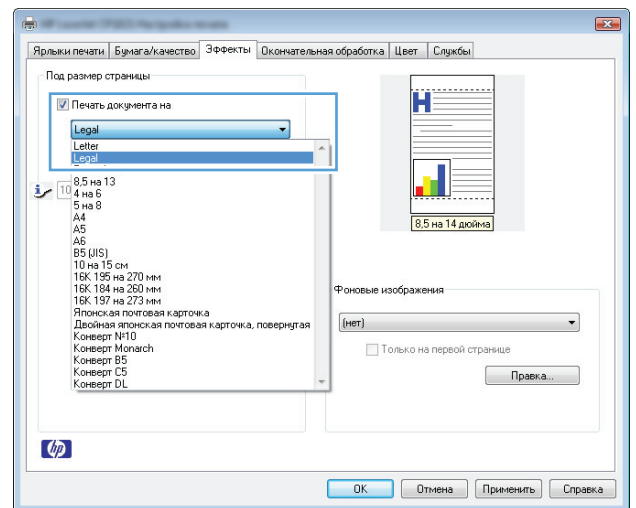 Ярлыки печати Бумага/качество Эффекты Окончательная обработка Цвет Службы
Под размер страницы
Печать документа на
Legal
Letter
Legal
8,5 на 13
10
4 на 6
5 на 8
A4
A5
A6
B5 (JIS)
10 на 15 см
16K 195 на 270 мм
16K 184 на 260 мм
16K 197 на 273 мм
Японская почтовая карточка
Двойная японская почтовая карточка, повернутая
Конверт №10
Конверт Monarch
Конверт B5
Конверт C5
Конверт DL
H
8,5 на 14 дюйма
Фоновые изображения
(нет)
Только на первой странице
Правка...
hp
OK Отмена Применить Справка